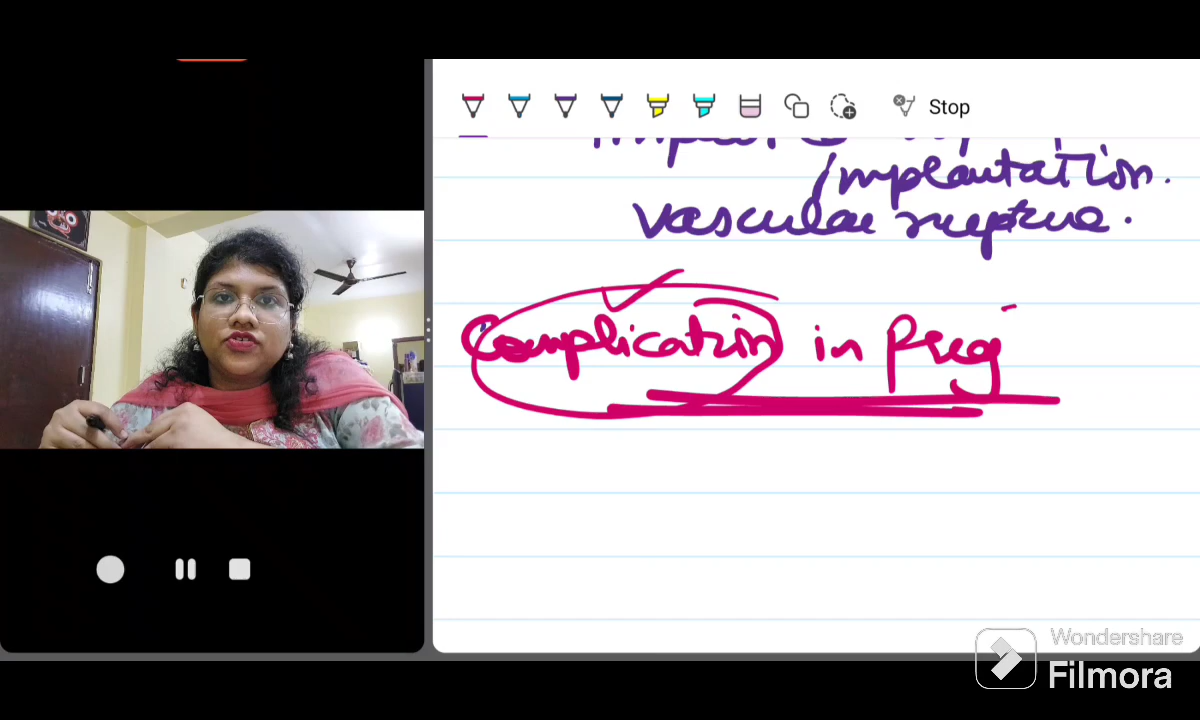 Stop
Implantation.
vascular rupture.
Complication in Preg
Wondershare
Filmora